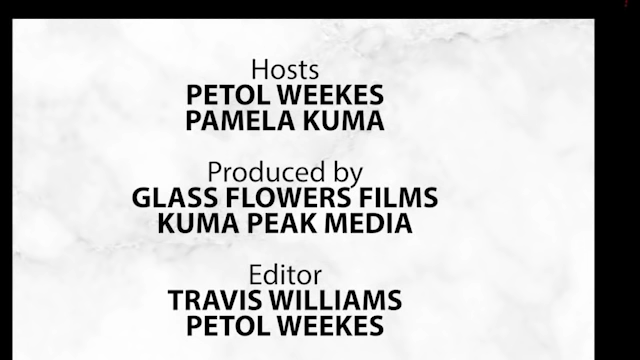 Hosts
PETOL WEEKES
PAMELA KUMA
Produced by
GLASS FLOWERS FILMS
KUMA PEAK MEDIA
Editor
TRAVIS WILLIAMS
PETOL WEEKES